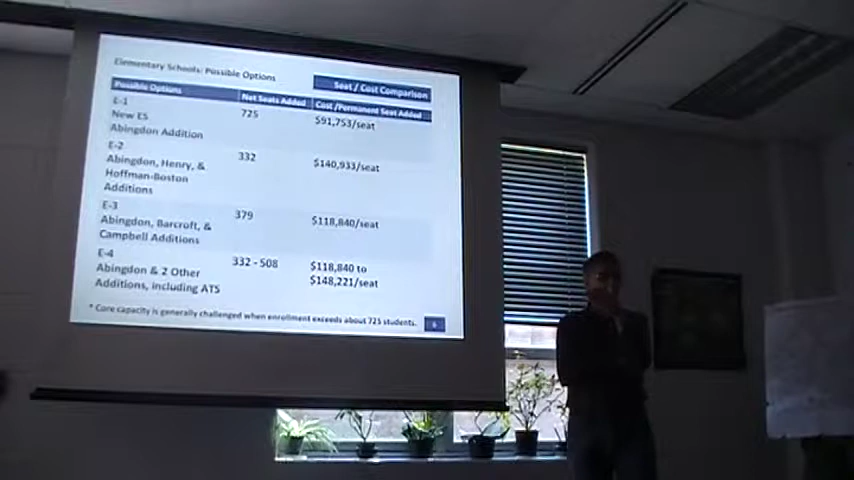 Elementary Schools: Possible Options
Seat / Cost Comparison
Possible Options Net Seats Added Cost /Permanent Seat Added
E-1
New ES 725 $91,753/seat
Abingdon Addition
E-2
Abingdon, Henry, & 332 $140,933/seat
Hoffman-Boston
Additions
E-3
Abingdon, Barcroft, & 379 $118,840/seat
Campbell Additions
E-4
Abingdon & 2 Other 332 - 508 $118,840 to
Additions, including ATS $148,221/seat
* Core capacity is generally challenged when enrollment exceeds about 725 students.